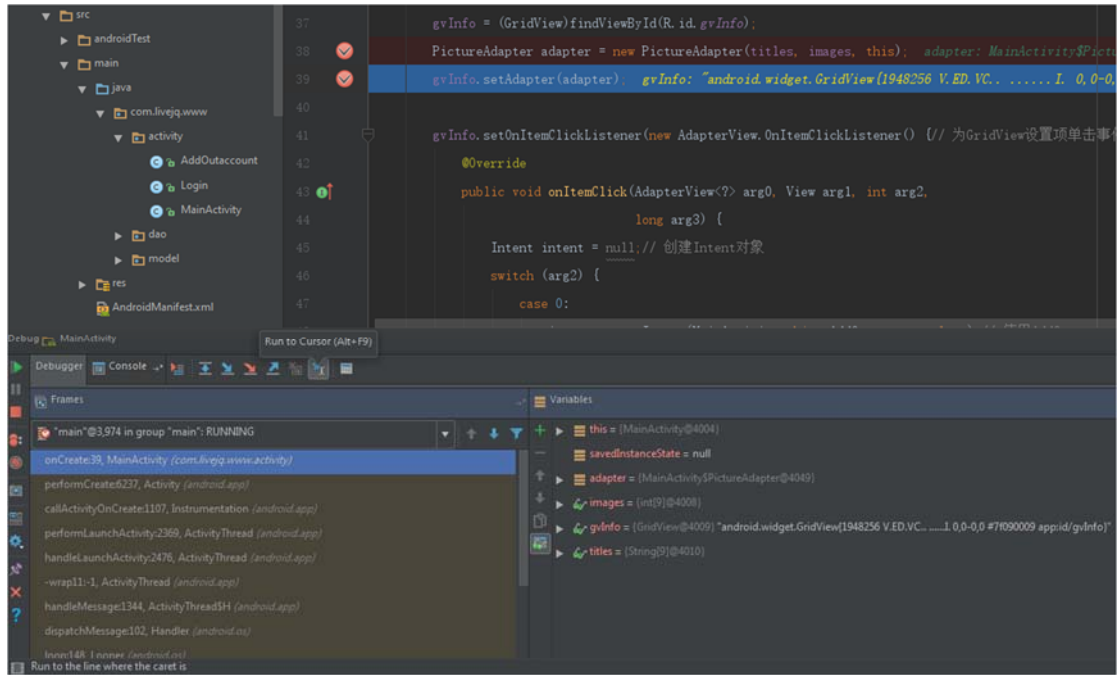 src
androidTest
main
java
com.livejq.www
activity
AddOutaccount
Login
MainActivity
dao
model
res
AndroidManifest.xml
37 gvInfo = (GridView)findViewById(R.id.gvInfo);
38 PictureAdapter adapter = new PictureAdapter(titles, images, this); adapter: MainActivity$Pictu
39 gvInfo.setAdapter(adapter); gvInfo: "android.widget.GridView{1948256 V.ED.VC.. ......I. 0,0-0,
40
41 gvInfo.setOnItemClickListener(new AdapterView.OnItemClickListener() {// 为GridView设置项单击事件
42 @Override
43 public void onItemClick(AdapterView<?> arg0, View arg1, int arg2,
44 long arg3) {
45 Intent intent = null;// 创建Intent对象
46 switch (arg2) {
47 case 0:
Debug MainActivity
Run to Cursor (Alt+F9)
Debugger Console
Frames
"main"@3,974 in group "main": RUNNING
onCreate:39, MainActivity (com.livejq.www.activity)
performCreate:6237, Activity (android.app)
callActivityOnCreate:1107, Instrumentation (android.app)
performLaunchActivity:2369, ActivityThread (android.app)
handleLaunchActivity:2476, ActivityThread (android.app)
-wrap11:-1, ActivityThread (android.app)
handleMessage:1344, ActivityThread$H (android.app)
dispatchMessage:102, Handler (android.os)
loop:148, Looper (android.os)
Variables
this = {MainActivity@4004}
savedInstanceState = null
adapter = {MainActivity$PictureAdapter@4049}
images = {int[9]@4008}
gvInfo = {GridView@4009} "android.widget.GridView{1948256 V.ED.VC.. ......I. 0,0-0,0 #7f090009 app:id/gvInfo}"
titles = {String[9]@4010}
Run to the line where the caret is